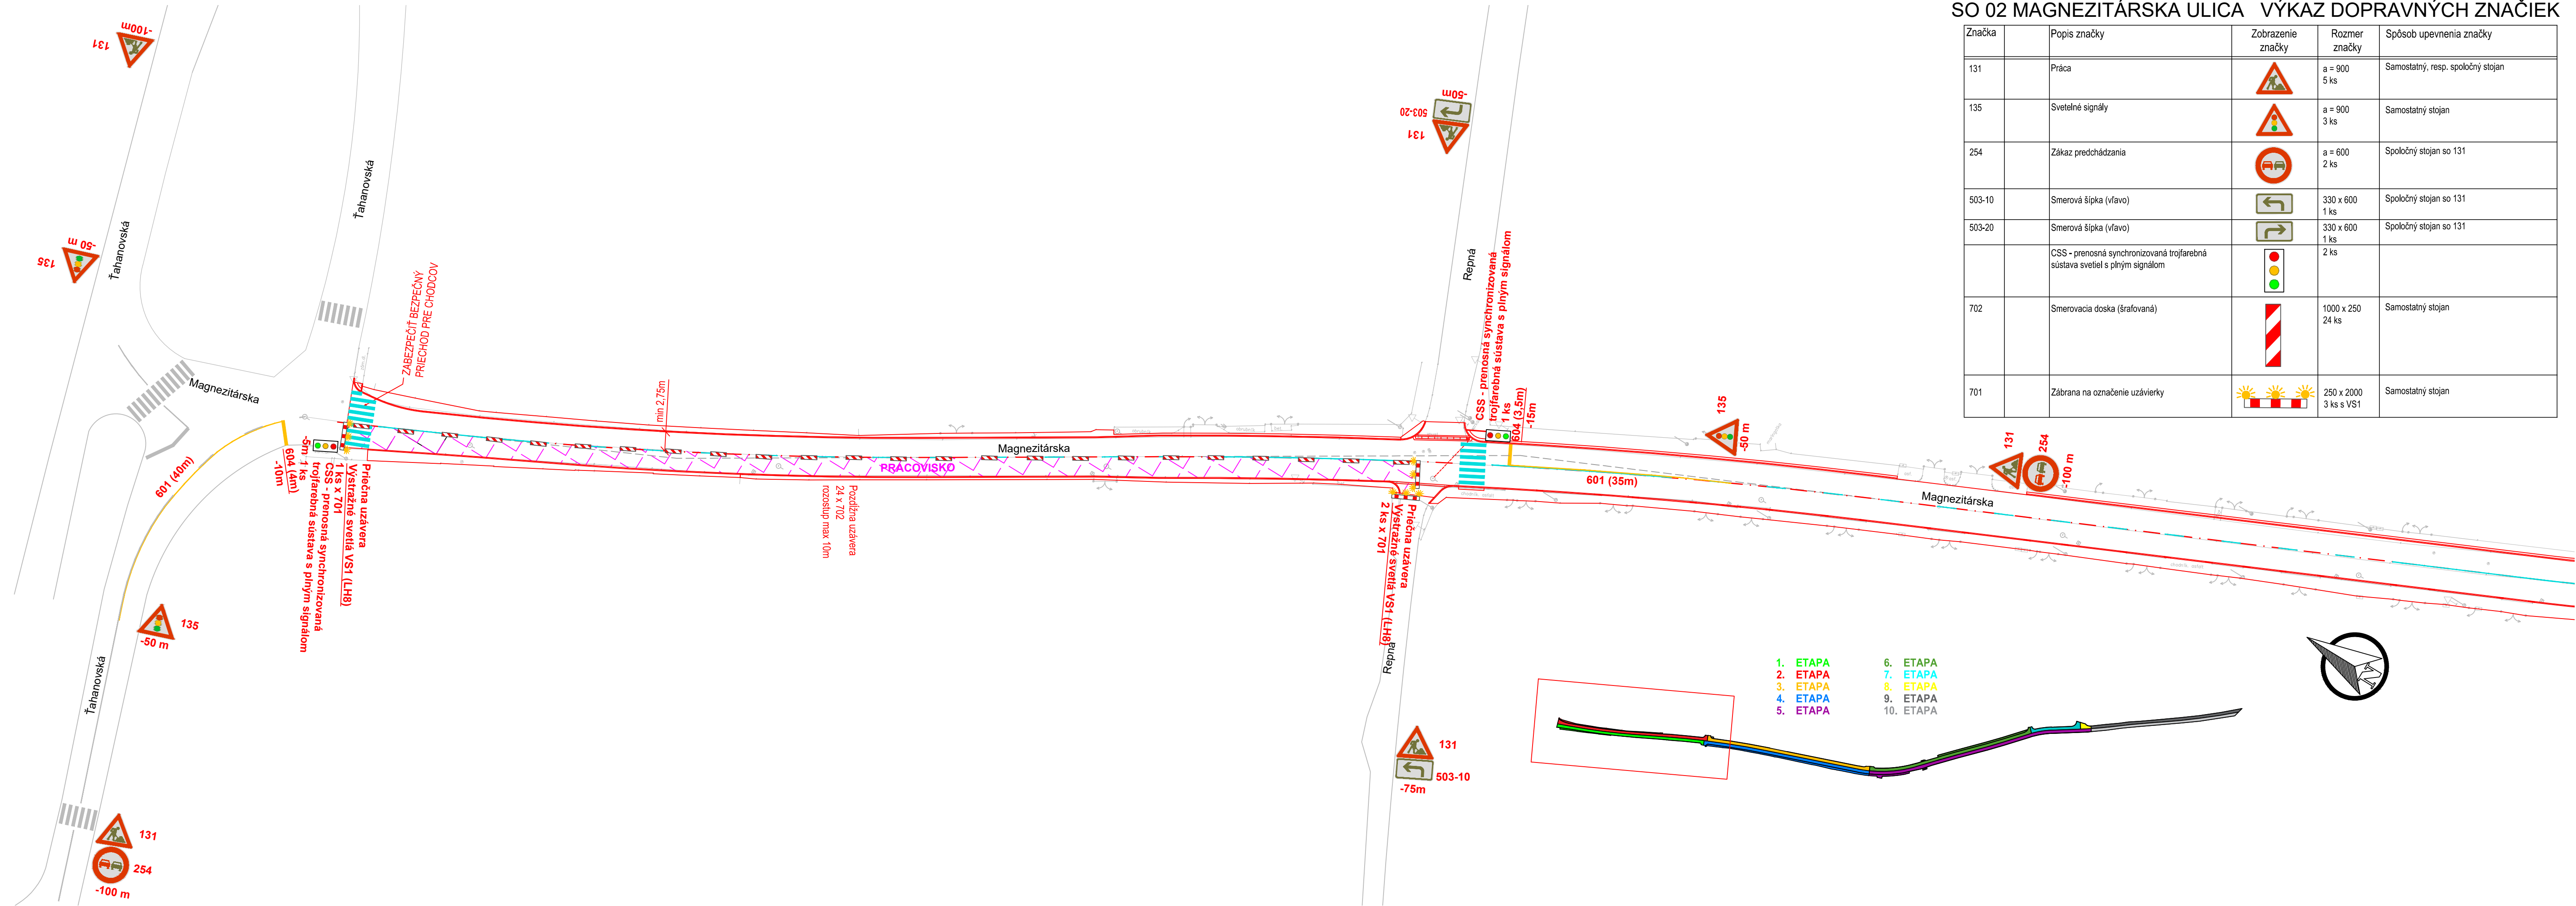 SO 02 MAGNEZITÁRSKA ULICA VÝKAZ DOPRAVNÝCH ZNAČIEK
Značka Popis značky Zobrazenie značky Rozmer značky Spôsob upevnenia značky
131 Práca a = 900 Samostatný, resp. spoločný stojan
5 ks
135 Svetelné signály a = 900 Samostatný stojan
3 ks
254 Zákaz predchádzania a = 600 Spoločný stojan so 131
2 ks
503-10 Smerová šípka (vľavo) 330 x 600 Spoločný stojan so 131
1 ks
503-20 Smerová šípka (vľavo) 330 x 600 Spoločný stojan so 131
1 ks
CSS - prenosná synchronizovaná trojfarebná 2 ks
sústava svetiel s plným signálom
702 Smerovacia doska (šrafovaná) 1000 x 250 Samostatný stojan
24 ks
701 Zábrana na označenie uzávierky 250 x 2000 Samostatný stojan
3 ks s VS1
-100m
131
-50 m
135
Ťahanovská
Ťahanovská
ZABEZPEČIŤ BEZPEČNÝ
PRIECHOD PRE CHODCOV
Magnezitárska
601 (40m)
604 (4m)
-10m
-5m 1 ks
CSS - prenosná synchronizovaná
trojfarebná sústava s plným signálom
Priečna uzávera
Výstražné svetlá VS1 (LH8)
1 ks x 701
min 2,75m
PRACOVISKO
Magnezitárska
Pozdĺžna uzávera
24 x 702
rozostup max 10m
-50m
503-20
131
Repná
CSS - prenosná synchronizovaná
trojfarebná sústava s plným signálom
1 ks
604 (3,5m)
-15m
601 (35m)
Priečna uzávera
Výstražné svetlá VS1 (LH8)
2 ks x 701
Repná
131
503-10
-75m
135
-50 m
131
254
-100 m
Magnezitárska
135
-50 m
Ťahanovská
131
254
-100 m
1. ETAPA
2. ETAPA
3. ETAPA
4. ETAPA
5. ETAPA
6. ETAPA
7. ETAPA
8. ETAPA
9. ETAPA
10. ETAPA